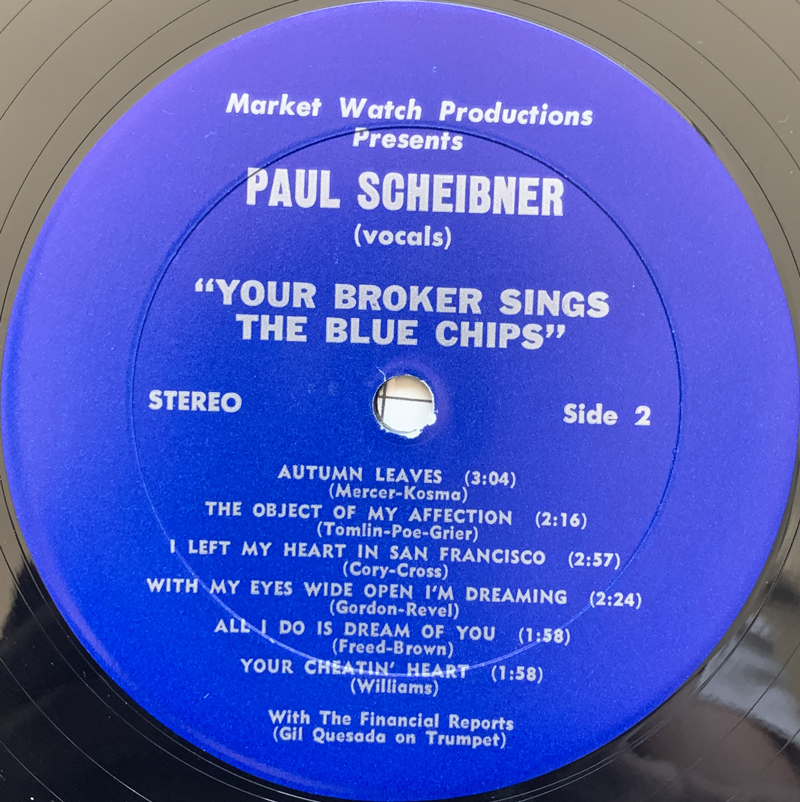 Market Watch Productions
Presents
PAUL SCHEIBNER
(vocals)
“YOUR BROKER SINGS
THE BLUE CHIPS”
STEREO
Side 2
AUTUMN LEAVES (3:04)
(Mercer-Kosma)
THE OBJECT OF MY AFFECTION (2:16)
(Tomlin-Poe-Grier)
I LEFT MY HEART IN SAN FRANCISCO (2:57)
(Cory-Cross)
WITH MY EYES WIDE OPEN I'M DREAMING (2:24)
(Gordon-Revel)
ALL I DO IS DREAM OF YOU (1:58)
(Freed-Brown)
YOUR CHEATIN' HEART (1:58)
(Williams)
With The Financial Reports
(Gil Quesada on Trumpet)